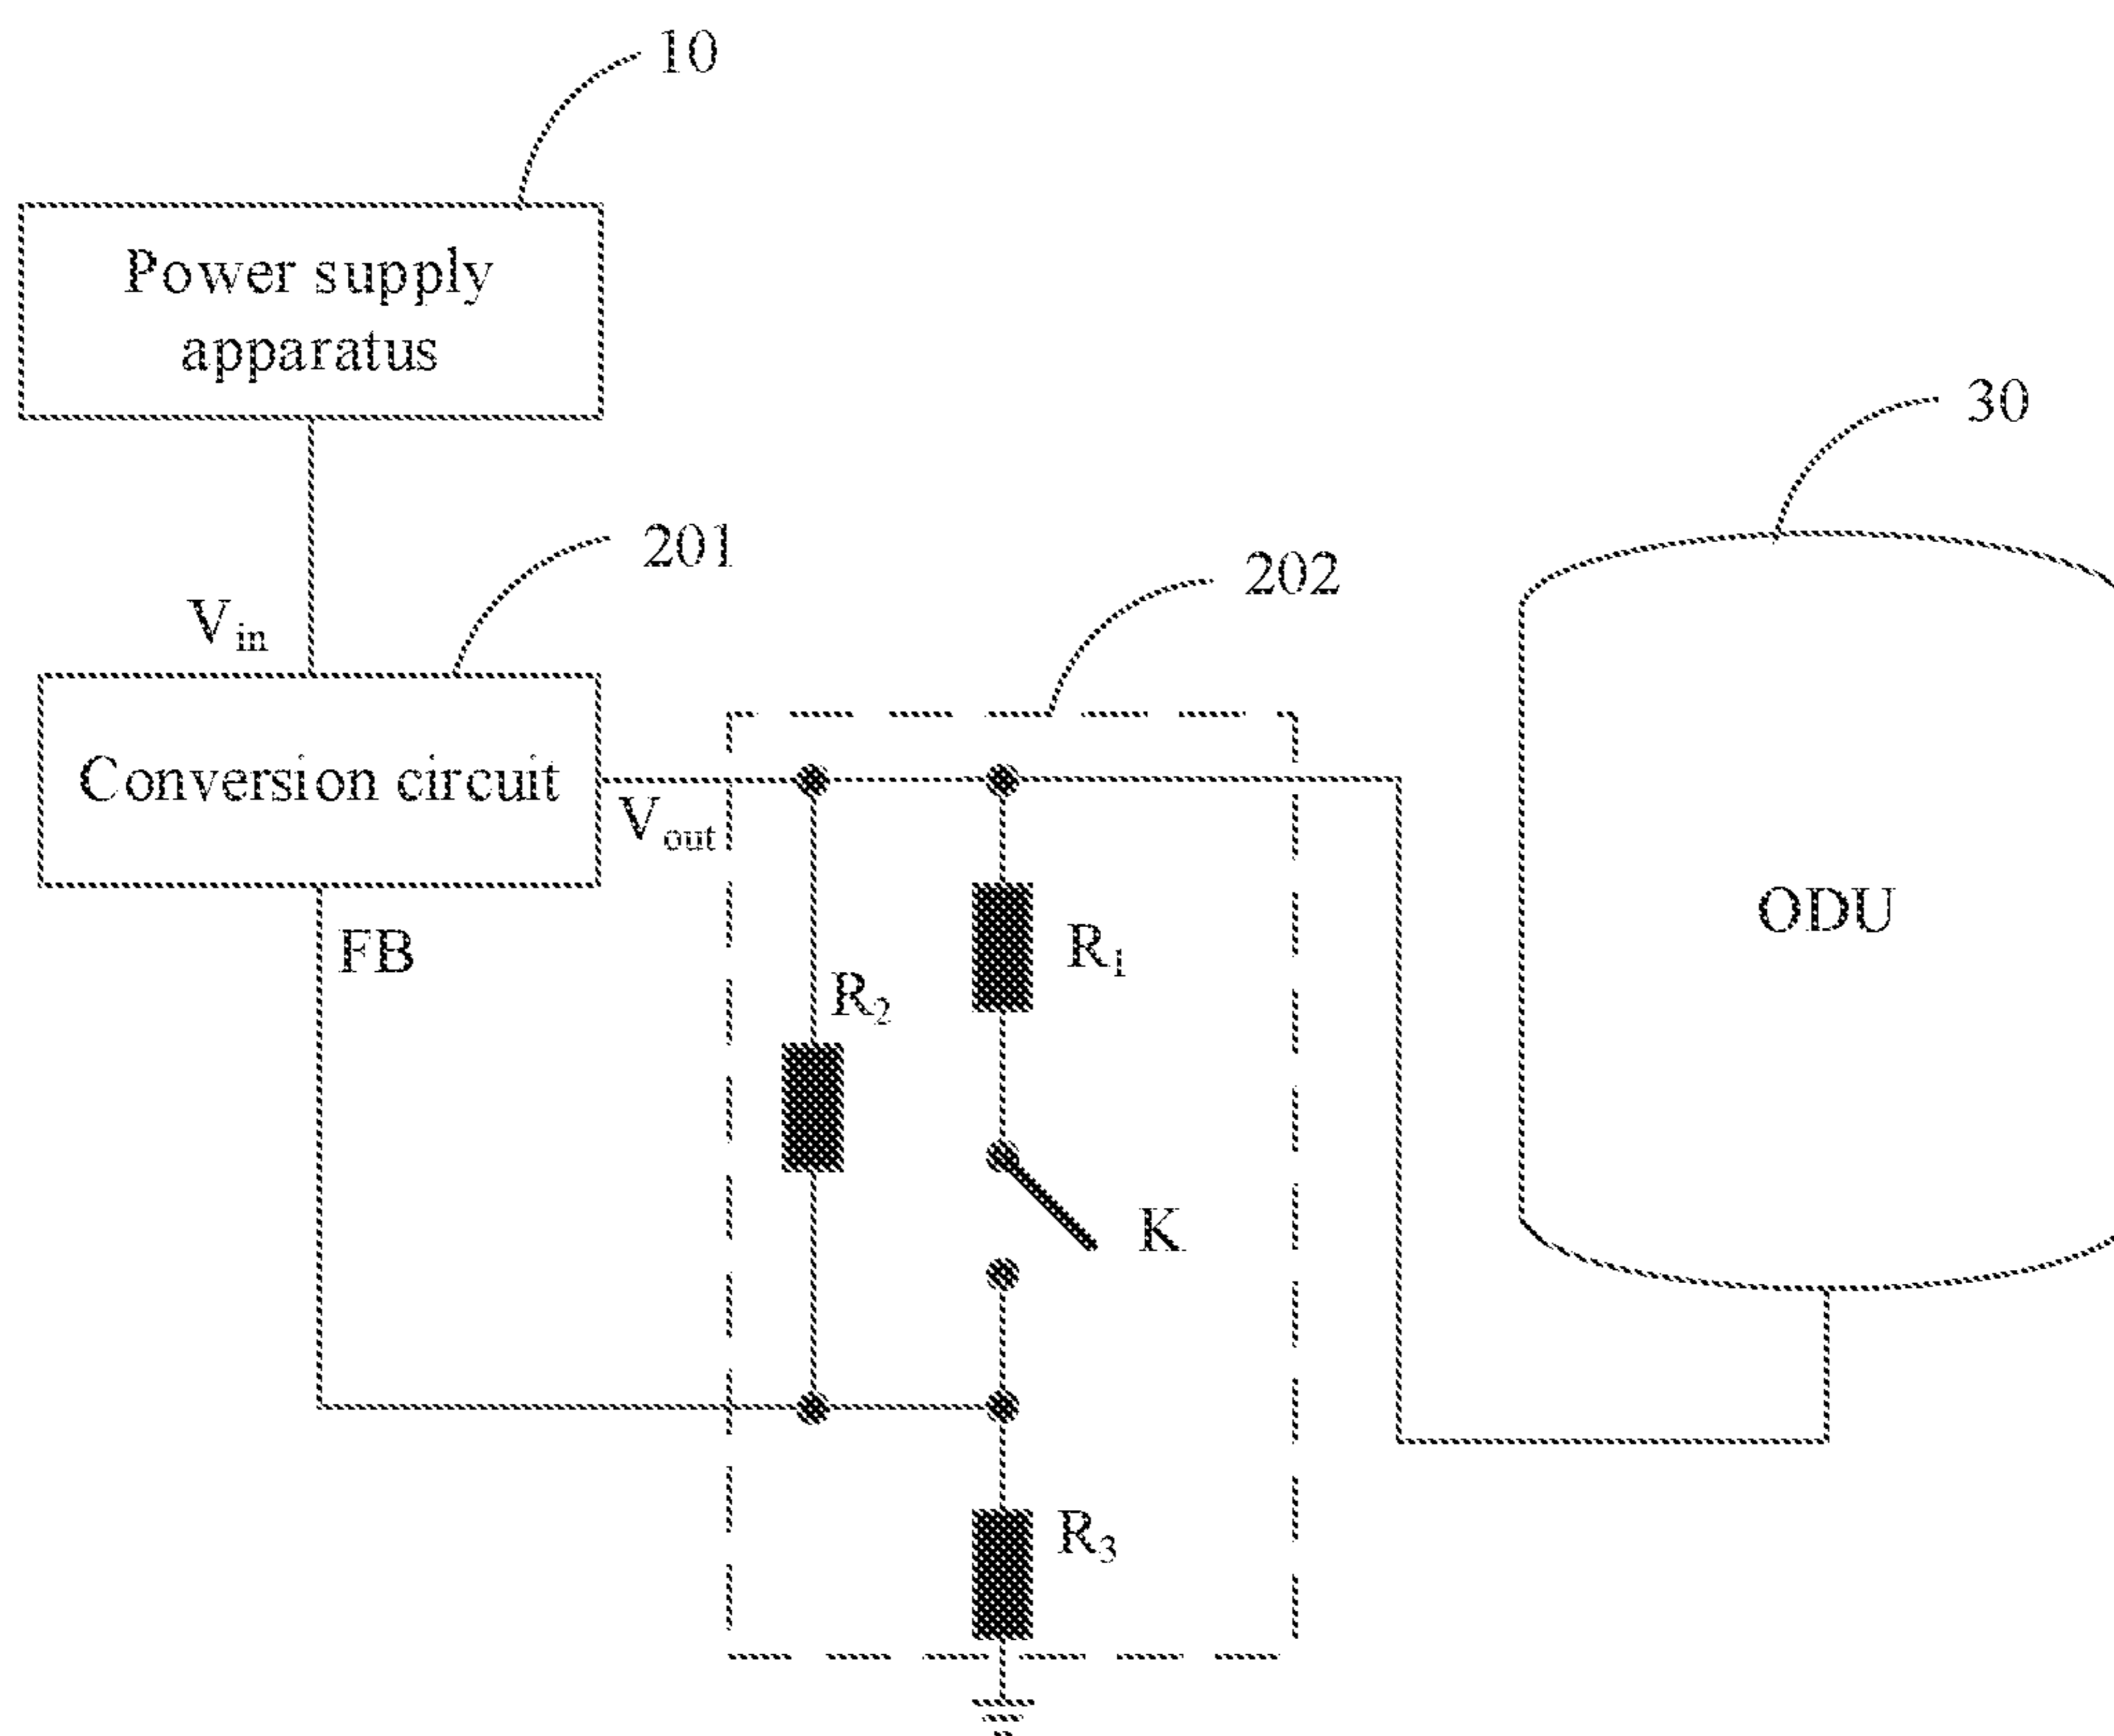 10
Power supply
apparatus
30
201
202
Vin
Conversion circuit
Vout
ODU
FB
R1
R2
K
R3